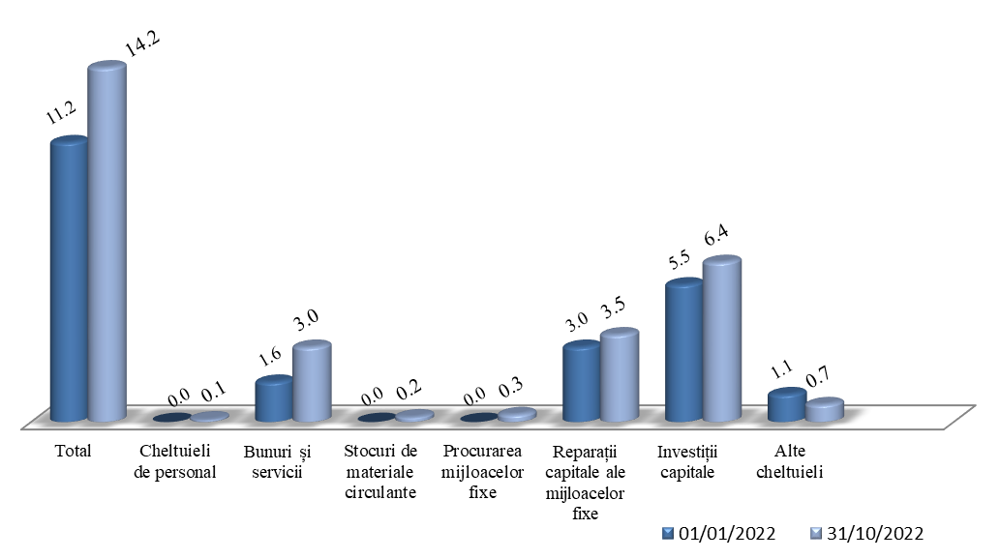 11.2
14.2
0.0
0.1
1.6
3.0
0.0
0.2
0.0
0.3
3.0
3.5
5.5
6.4
1.1
0.7
Total
Cheltuieli
de personal
Bunuri și
servicii
Stocuri de
materiale
circulante
Procurarea
mijloacelor
fixe
Reparații
capitale ale
mijloacelor
fixe
Investiții
capitale
Alte
cheltuieli
01/01/2022
31/10/2022